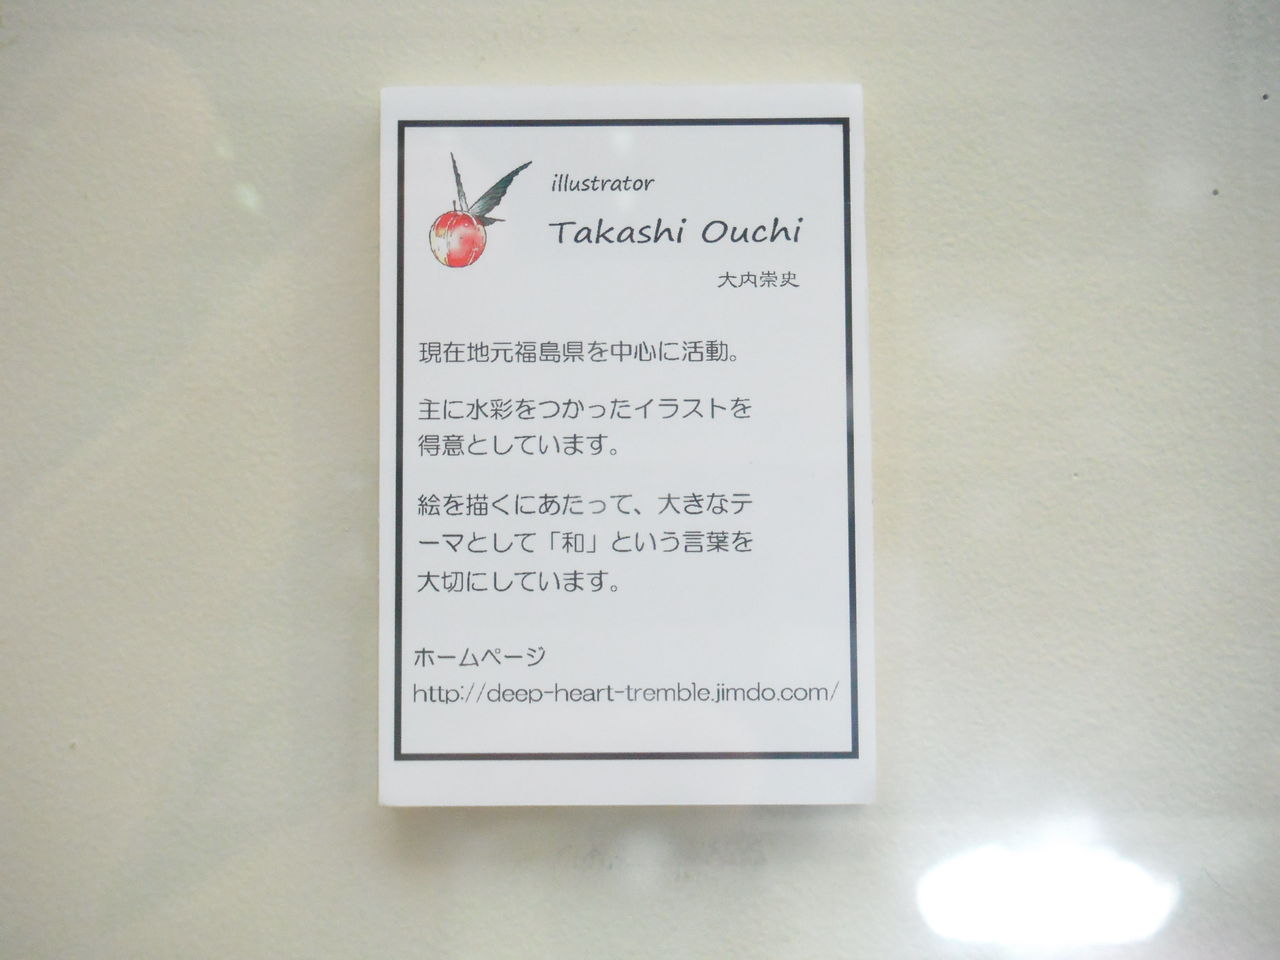 illustrator
Takashi Ouchi
大内崇史
現在地元福島県を中心に活動。
主に水彩をつかったイラストを
得意としています。
絵を描くにあたって、大きなテ
ーマとして「和」という言葉を
大切にしています。
ホームページ
http://deep-heart-tremble.jimdo.com/